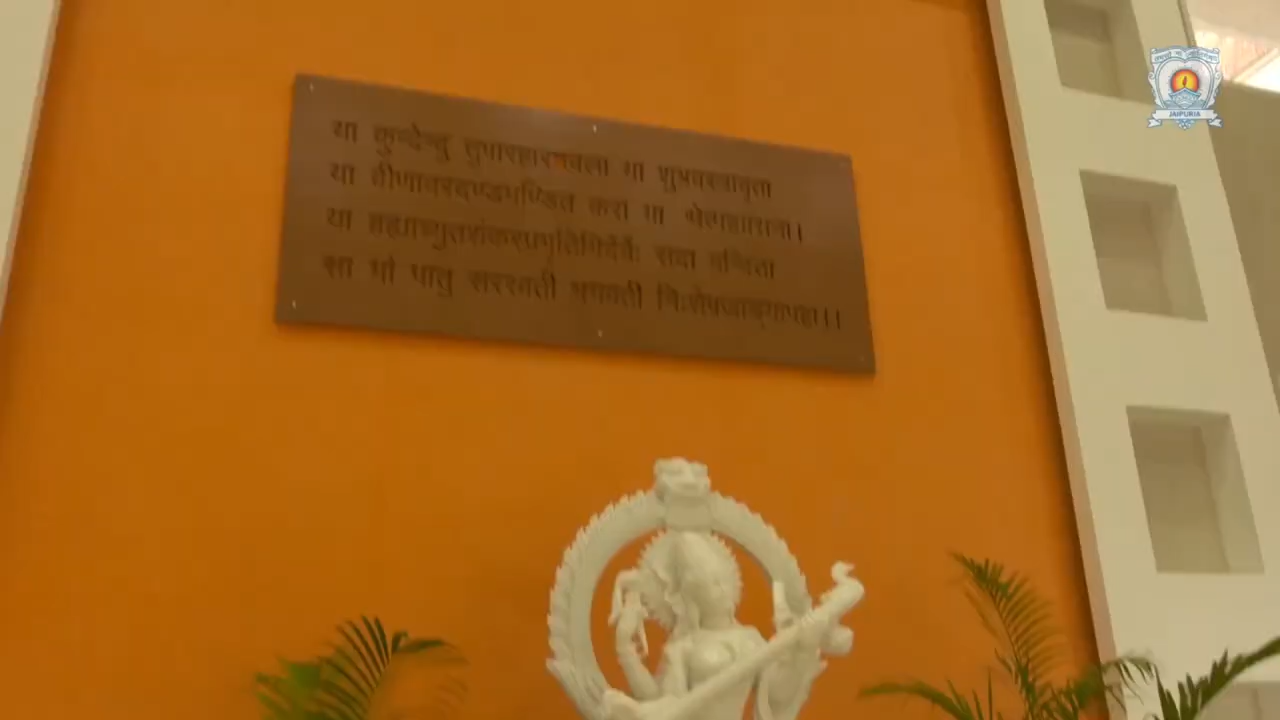 या कुन्देन्दु तुषारहारधवला या शुभ्रवस्त्रावृता
या वीणावरदण्डमण्डित करा या श्वेतपद्मासना।
या ब्रह्माच्युतशंकरप्रभृतिभिर्देवैः सदा वन्दिता
सा मां पातु सरस्वती भगवती निःशेषजाड्यापहा।।
JAIPURIA